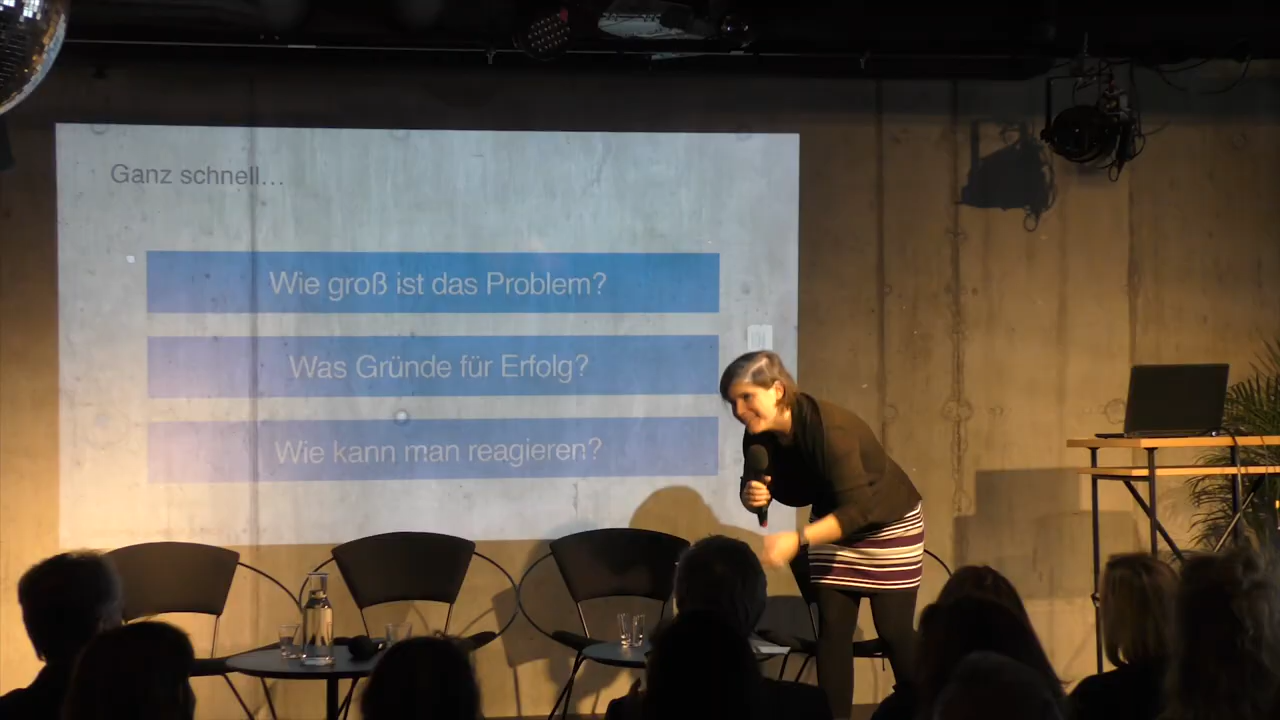 Ganz schnell...
Wie groß ist das Problem?
Was Gründe für Erfolg?
Wie kann man reagieren?